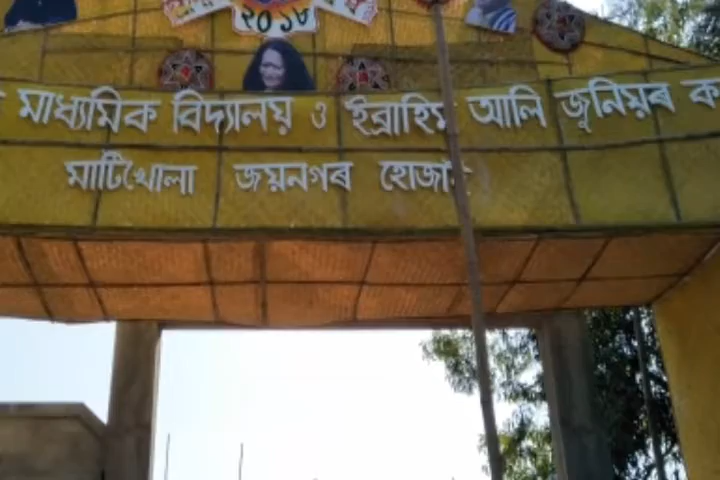 ২০১৮
মাধ্যমিক বিদ্যালয় ও ইব্ৰাহিম আলি জুনিয়ৰ ক
মাটিখোলা জয়নগৰ হোজাই